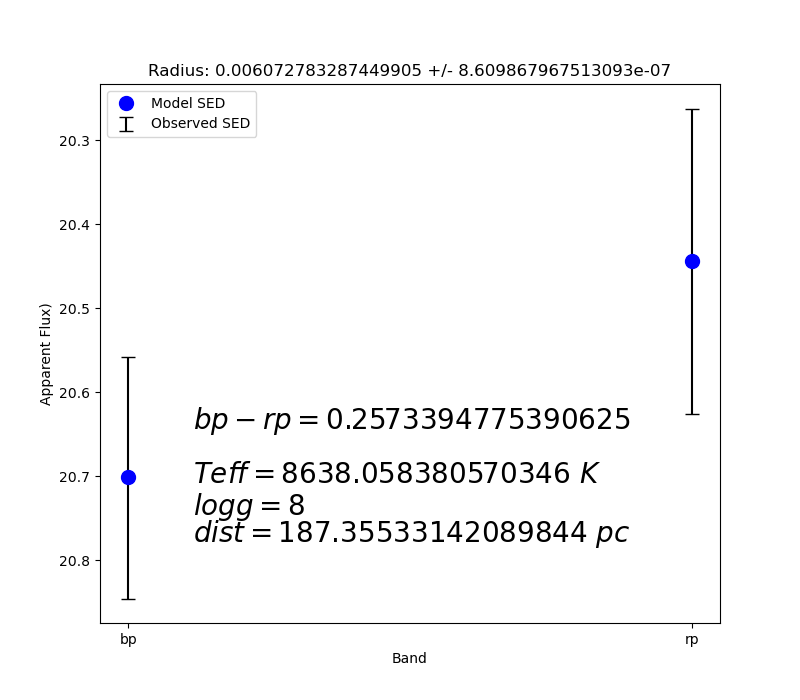 Radius: 0.006072783287449905 +/- 8.609867967513093e-07
Model SED
Observed SED
20.3
20.4
20.5
20.6
20.7
20.8
Apparent Flux)
bp − rp = 0.2573394775390625
Teff = 8638.058380570346 K
logg = 8
dist = 187.35533142089844 pc
bp
rp
Band